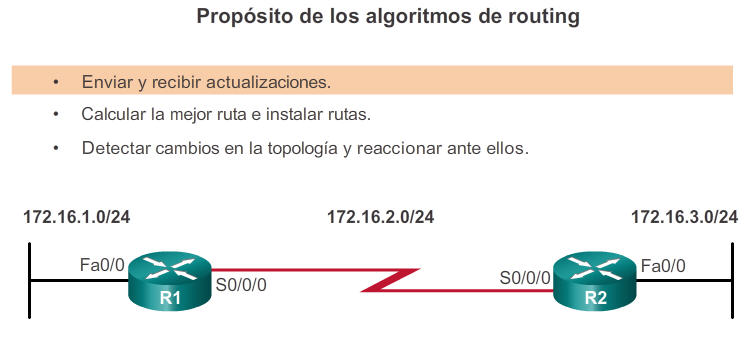 Propósito de los algoritmos de routing
• Enviar y recibir actualizaciones.
• Calcular la mejor ruta e instalar rutas.
• Detectar cambios en la topología y reaccionar ante ellos.
172.16.1.0/24 172.16.2.0/24 172.16.3.0/24
Fa0/0 S0/0/0 S0/0/0 Fa0/0
R1 R2